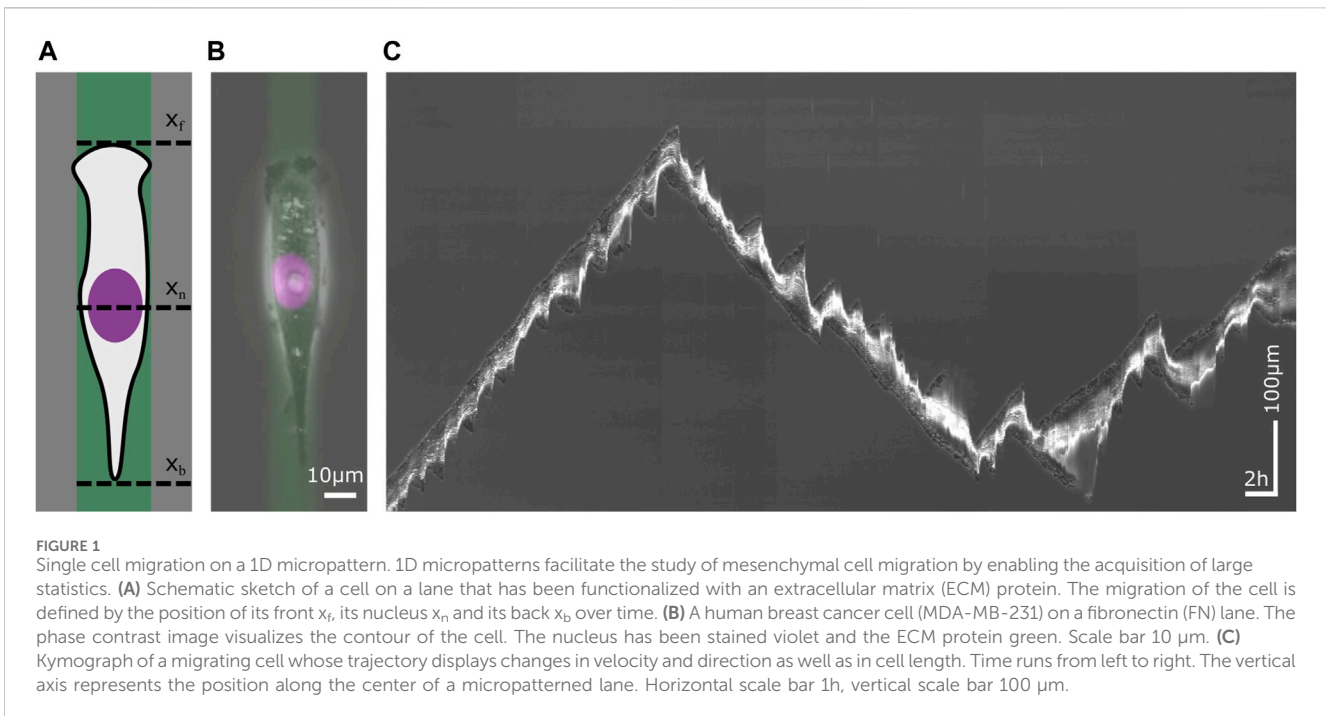 A
B
C
xf
xn
xb
10μm
100μm
2h
FIGURE 1
Single cell migration on a 1D micropattern. 1D micropatterns facilitate the study of mesenchymal cell migration by enabling the acquisition of large
statistics. (A) Schematic sketch of a cell on a lane that has been functionalized with an extracellular matrix (ECM) protein. The migration of the cell is
defined by the position of its front xf, its nucleus xn and its back xb over time. (B) A human breast cancer cell (MDA-MB-231) on a fibronectin (FN) lane. The
phase contrast image visualizes the contour of the cell. The nucleus has been stained violet and the ECM protein green. Scale bar 10 μm. (C)
Kymograph of a migrating cell whose trajectory displays changes in velocity and direction as well as in cell length. Time runs from left to right. The vertical
axis represents the position along the center of a micropatterned lane. Horizontal scale bar 1h, vertical scale bar 100 μm.